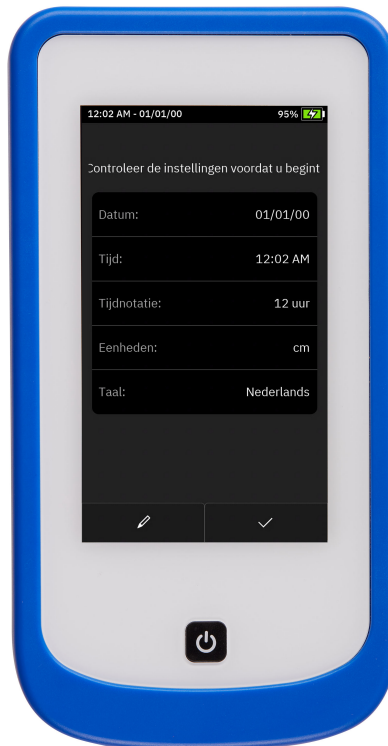 12:02 AM - 01/01/00 95%
Controleer de instellingen voordat u begint
Datum: 01/01/00
Tijd: 12:02 AM
Tijdnotatie: 12 uur
Eenheden: cm
Taal: Nederlands